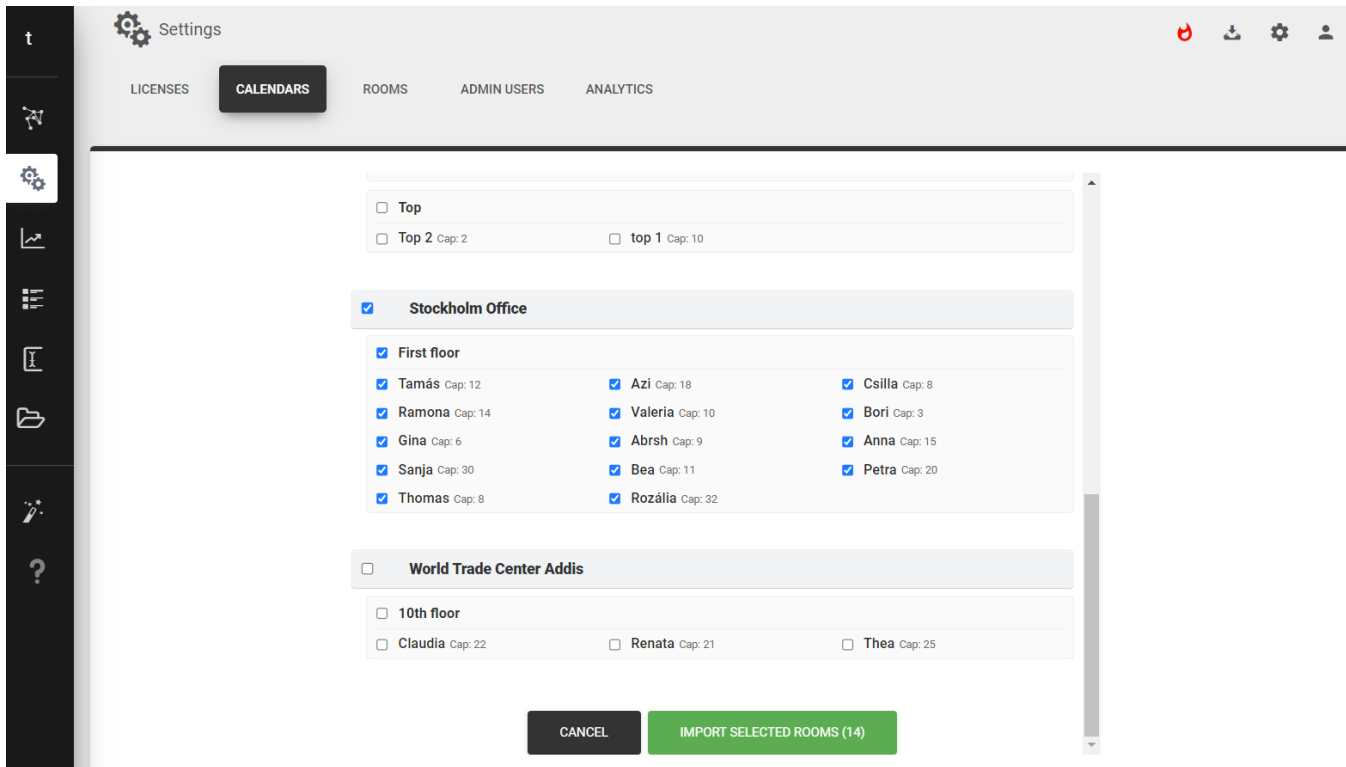 t
Settings
LICENSES CALENDARS ROOMS ADMIN USERS ANALYTICS
Top
Top 2 Cap: 2 top 1 Cap: 10
Stockholm Office
First floor
Tamás Cap: 12 Azi Cap: 18 Csilla Cap: 8
Ramona Cap: 14 Valeria Cap: 10 Bori Cap: 3
Gina Cap: 6 Abrsh Cap: 9 Anna Cap: 15
Sanja Cap: 30 Bea Cap: 11 Petra Cap: 20
Thomas Cap: 8 Rozália Cap: 32
World Trade Center Addis
10th floor
Claudia Cap: 22 Renata Cap: 21 Thea Cap: 25
CANCEL IMPORT SELECTED ROOMS (14)
?